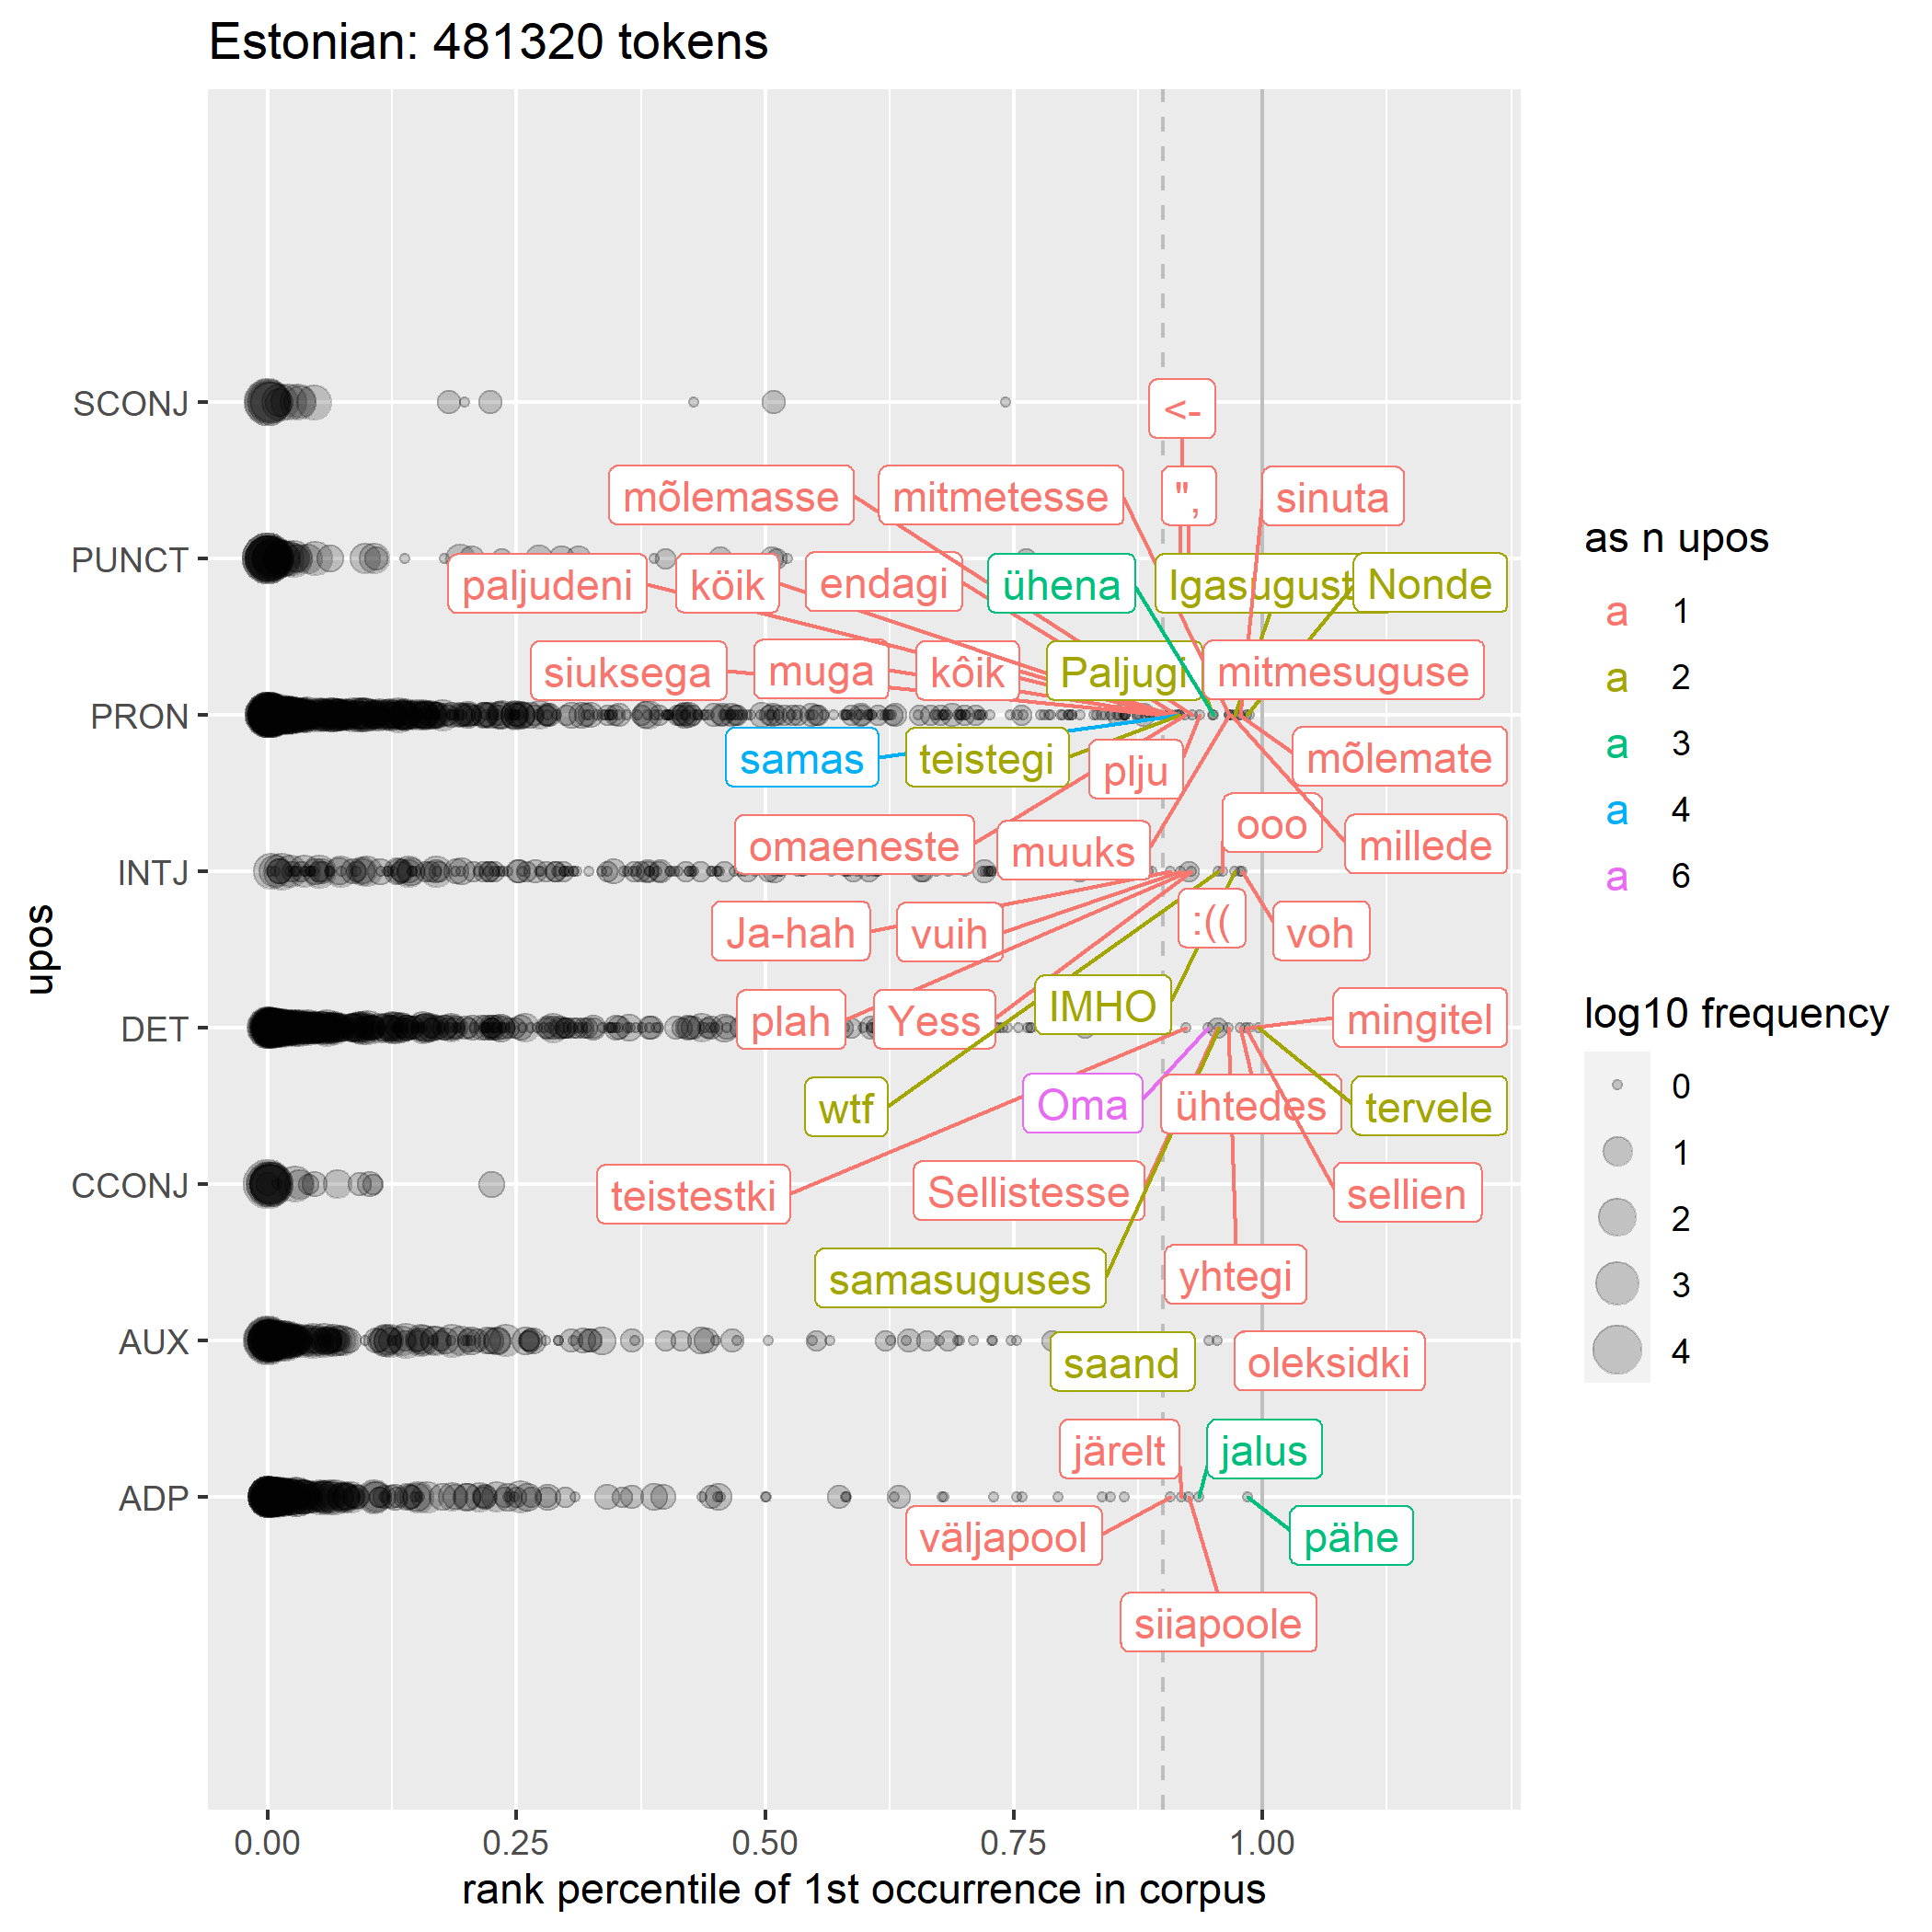 Estonian: 481320 tokens
SCONJ
<-
mõlemasse
mitmetesse
",
sinuta
PUNCT
paljudeni
köik
endagi
ühena
Igasugust
Nonde
siuksega
muga
kôik
Paljugi
mitmesuguse
PRON
samas
teistegi
plju
mõlemate
omaeneste
muuks
ooo
millede
INTJ
Ja-hah
vuih
:((
voh
plah
Yess
IMHO
mingitel
DET
wtf
Oma
ühtedes
tervele
CCONJ
teistestki
Sellistesse
sellien
samasuguses
yhtegi
AUX
saand
oleksidki
järelt
jalus
ADP
väljapool
pähe
siiapoole
upos
0.00
0.25
0.50
0.75
1.00
rank percentile of 1st occurrence in corpus
as n upos
a 1
a 2
a 3
a 4
a 6
log10 frequency
0
1
2
3
4